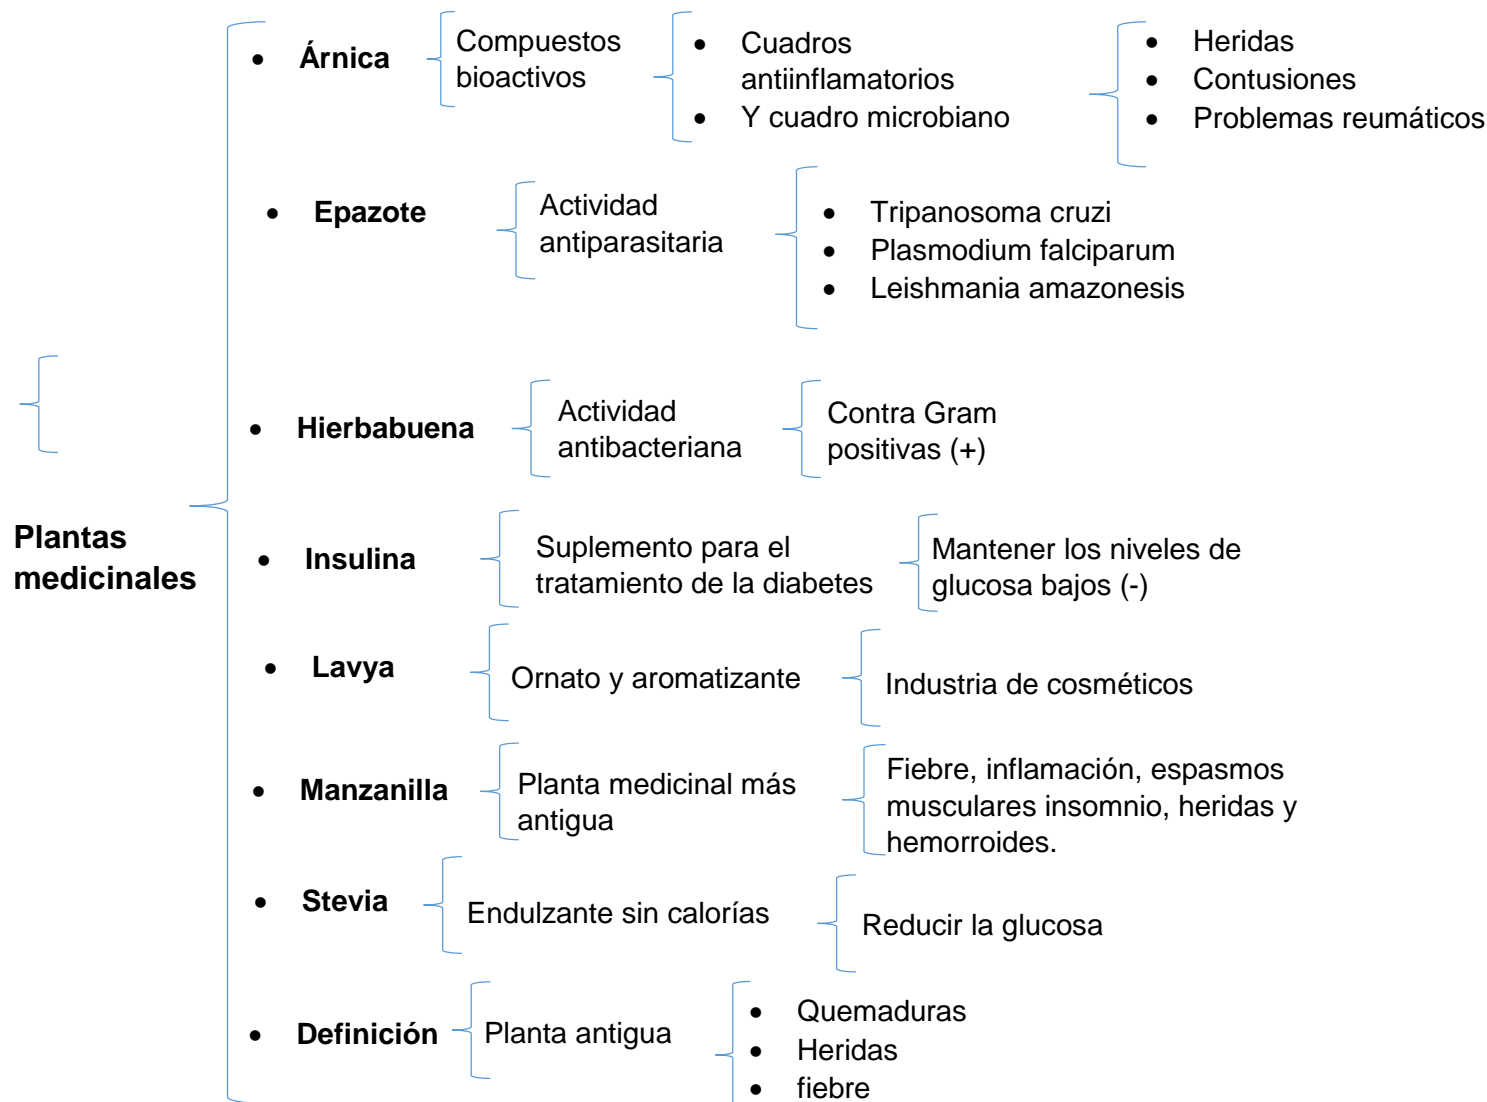 Plantas
medicinales
• Árnica
Compuestos
bioactivos
• Cuadros
antiinflamatorios
• Y cuadro microbiano
• Heridas
• Contusiones
• Problemas reumáticos
• Epazote
Actividad
antiparasitaria
• Tripanosoma cruzi
• Plasmodium falciparum
• Leishmania amazonesis
• Hierbabuena
Actividad
antibacteriana
Contra Gram
positivas (+)
• Insulina
Suplemento para el
tratamiento de la diabetes
Mantener los niveles de
glucosa bajos (-)
• Lavya
Ornato y aromatizante
Industria de cosméticos
• Manzanilla
Planta medicinal más
antigua
Fiebre, inflamación, espasmos
musculares insomnio, heridas y
hemorroides.
• Stevia
Endulzante sin calorías
Reducir la glucosa
• Definición
Planta antigua
• Quemaduras
• Heridas
• fiebre